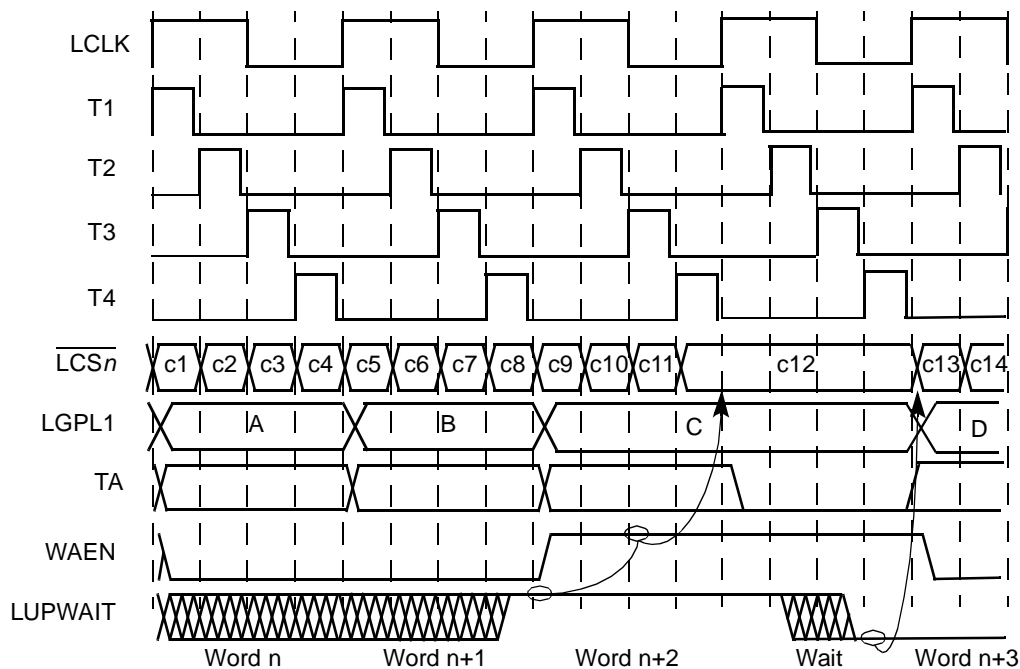 LCLK
T1
T2
T3
T4
LCSn c1 c2 c3 c4 c5 c6 c7 c8 c9 c10 c11 c12 c13 c14
LGPL1 A B C D
TA
WAEN
LUPWAIT
Word n Word n+1 Word n+2 Wait Word n+3